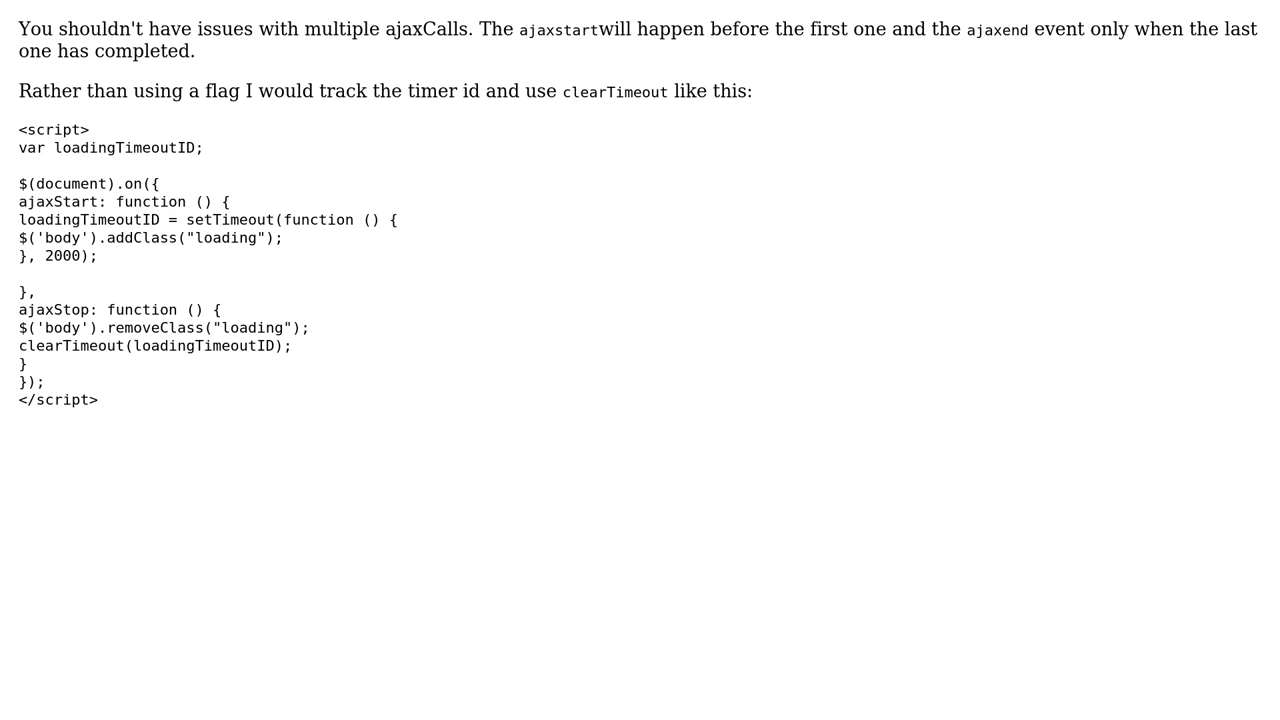 You shouldn't have issues with multiple ajaxCalls. The ajaxstartwill happen before the first one and the ajaxend event only when the last
one has completed.
Rather than using a flag I would track the timer id and use clearTimeout like this:
<script>
var loadingTimeoutID;
$(document).on({
ajaxStart: function () {
loadingTimeoutID = setTimeout(function () {
$('body').addClass("loading");
}, 2000);
},
ajaxStop: function () {
$('body').removeClass("loading");
clearTimeout(loadingTimeoutID);
}
});
</script>